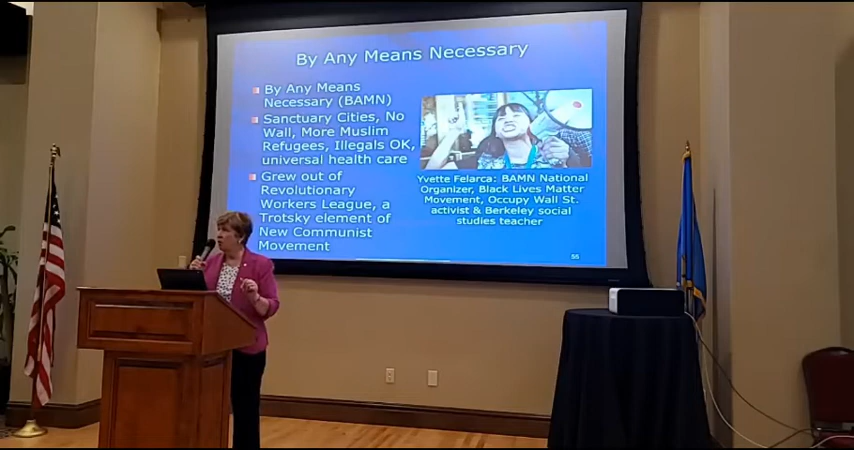 By Any Means Necessary
By Any Means
Necessary (BAMN)
Sanctuary Cities, No
Wall, More Muslim
Refugees, Illegals OK,
universal health care
Grew out of
Revolutionary
Workers League, a
Trotsky element of
New Communist
Movement
Yvette Felarca: BAMN National
Organizer, Black Lives Matter
Movement, Occupy Wall St.
activist & Berkeley social
studies teacher
55